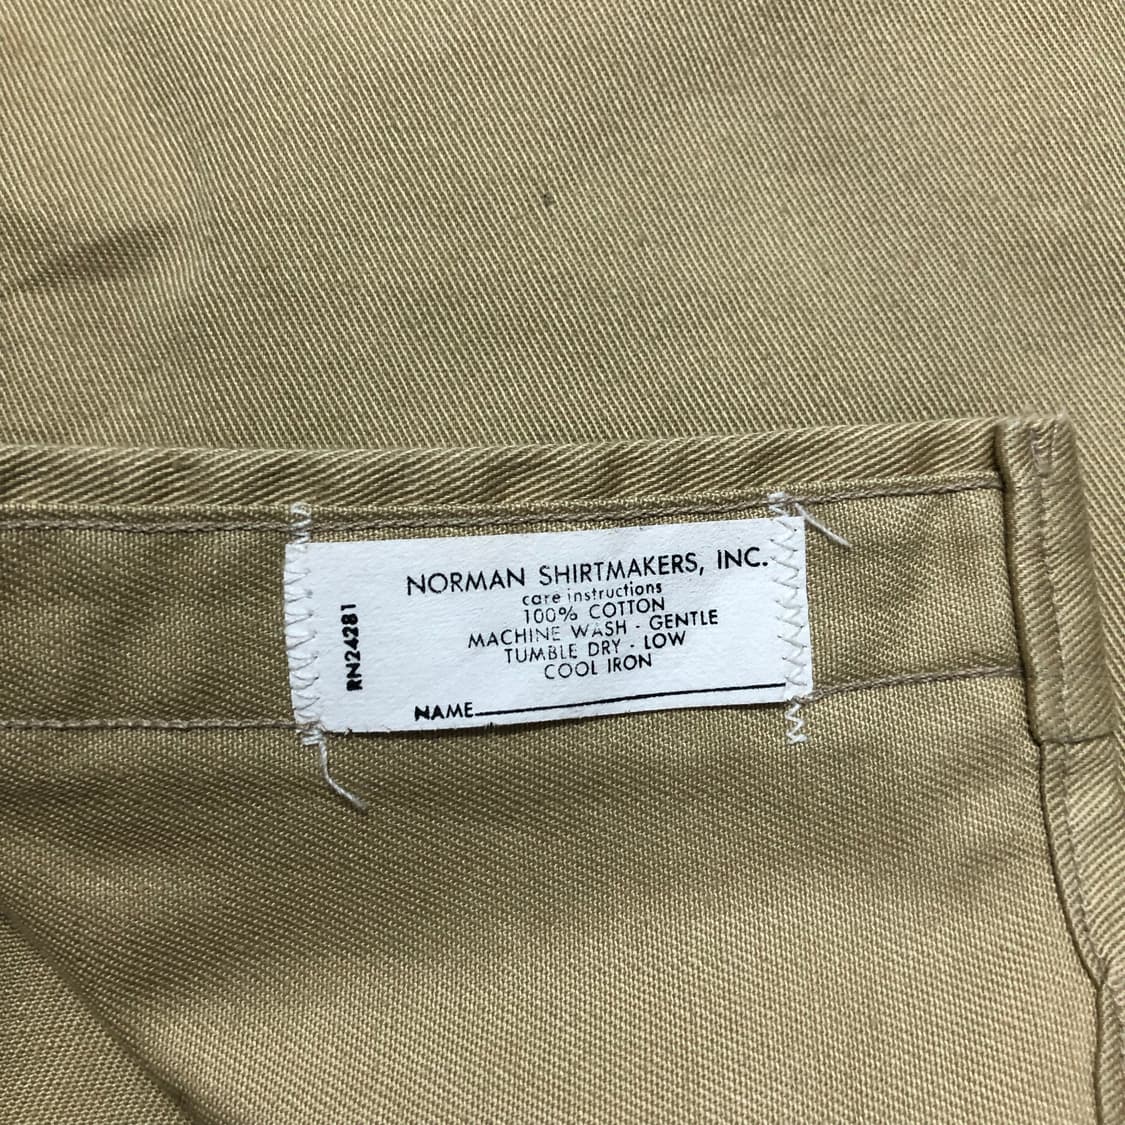 NORMAN SHIRTMAKERS, INC.
care instructions
100% COTTON
MACHINE WASH - GENTLE
TUMBLE DRY - LOW
COOL IRON
NAME
RN24281